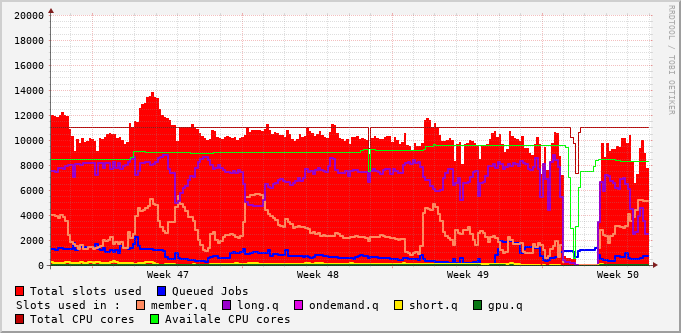 20000
18000
16000
14000
12000
10000
8000
6000
4000
2000
0
Week 47 Week 48 Week 49 Week 50
RRDTOOL / TOBI OETIKER
Total slots used Queued Jobs
Slots used in : member.q long.q ondemand.q short.q gpu.q
Total CPU cores Availale CPU cores